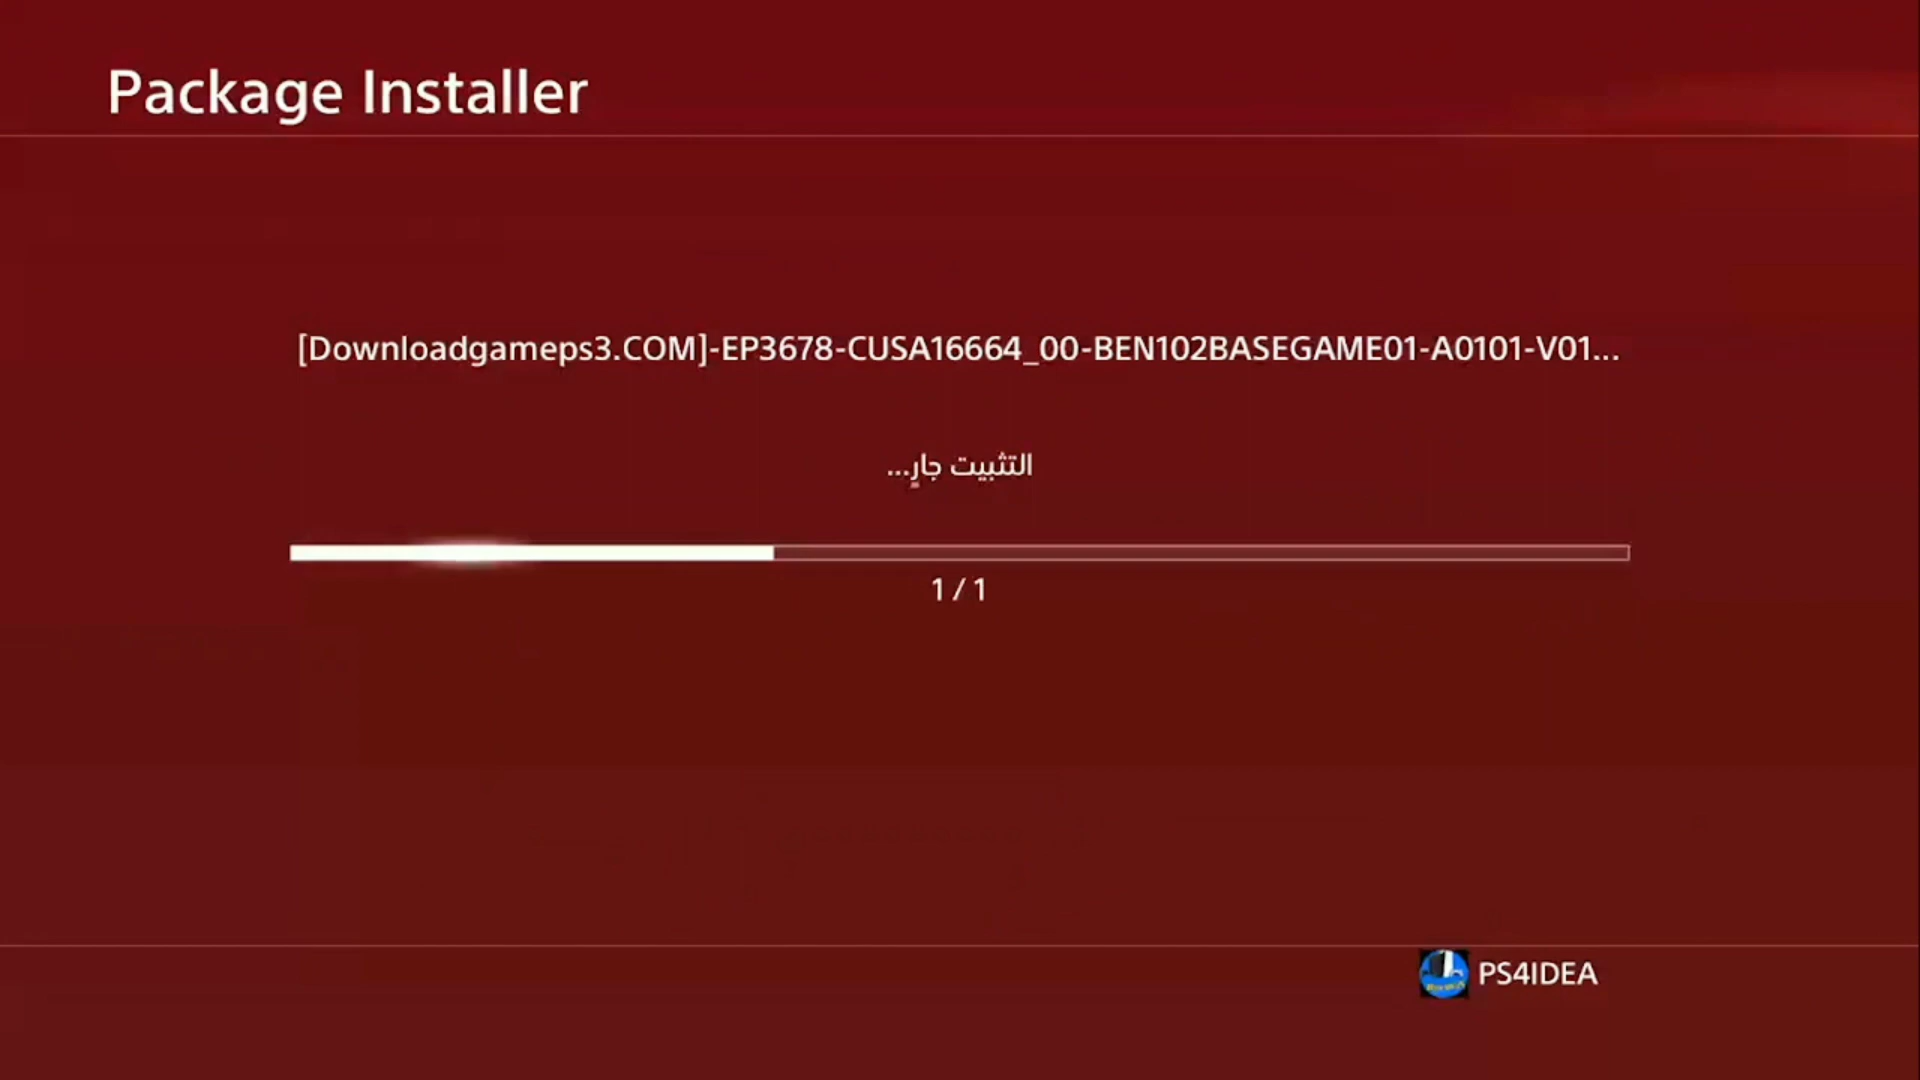 Package Installer
[Downloadgameps3.COM]-EP3678-CUSA16664_00-BEN102BASEGAME01-A0101-V01...
التثبيت جارٍ...
1 / 1
PS4IDEA